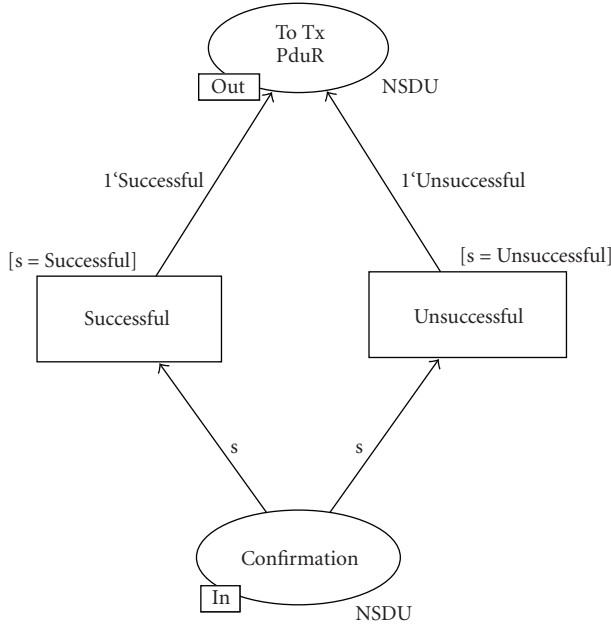 To Tx
PduR
Out
NSDU
1‘Successful
1‘Unsuccessful
[s = Successful]
[s = Unsuccessful]
Successful
Unsuccessful
s
s
Confirmation
In
NSDU